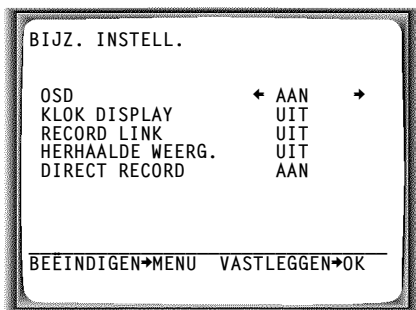 BIJZ. INSTELL.
OSD ← AAN →
KLOK DISPLAY UIT
RECORD LINK UIT
HERHAALDE WEERG. UIT
DIRECT RECORD AAN
BEËINDIGEN→MENU VASTLEGGEN→OK